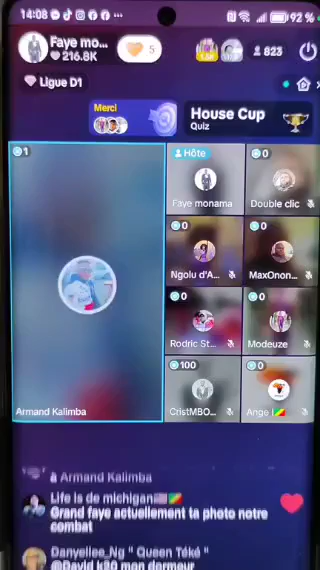 14:08
92 %
Faye mo...
216.8K
5
823
Ligue D1
Merci
House Cup
Quiz
1
Hôte
0
Faye monama
Double clic
0
0
Ngolu d'A...
MaxOnon...
0
0
Rodric St...
Modeuze
100
0
CristMBO...
Ange
Armand Kalimba
à Armand Kalimba
Life is de michigan🇺🇸🇨🇬
Grand faye actuellement ta photo notre
combat
Danyellee_Ng " Queen Téké "
@David k20 mon dormeur